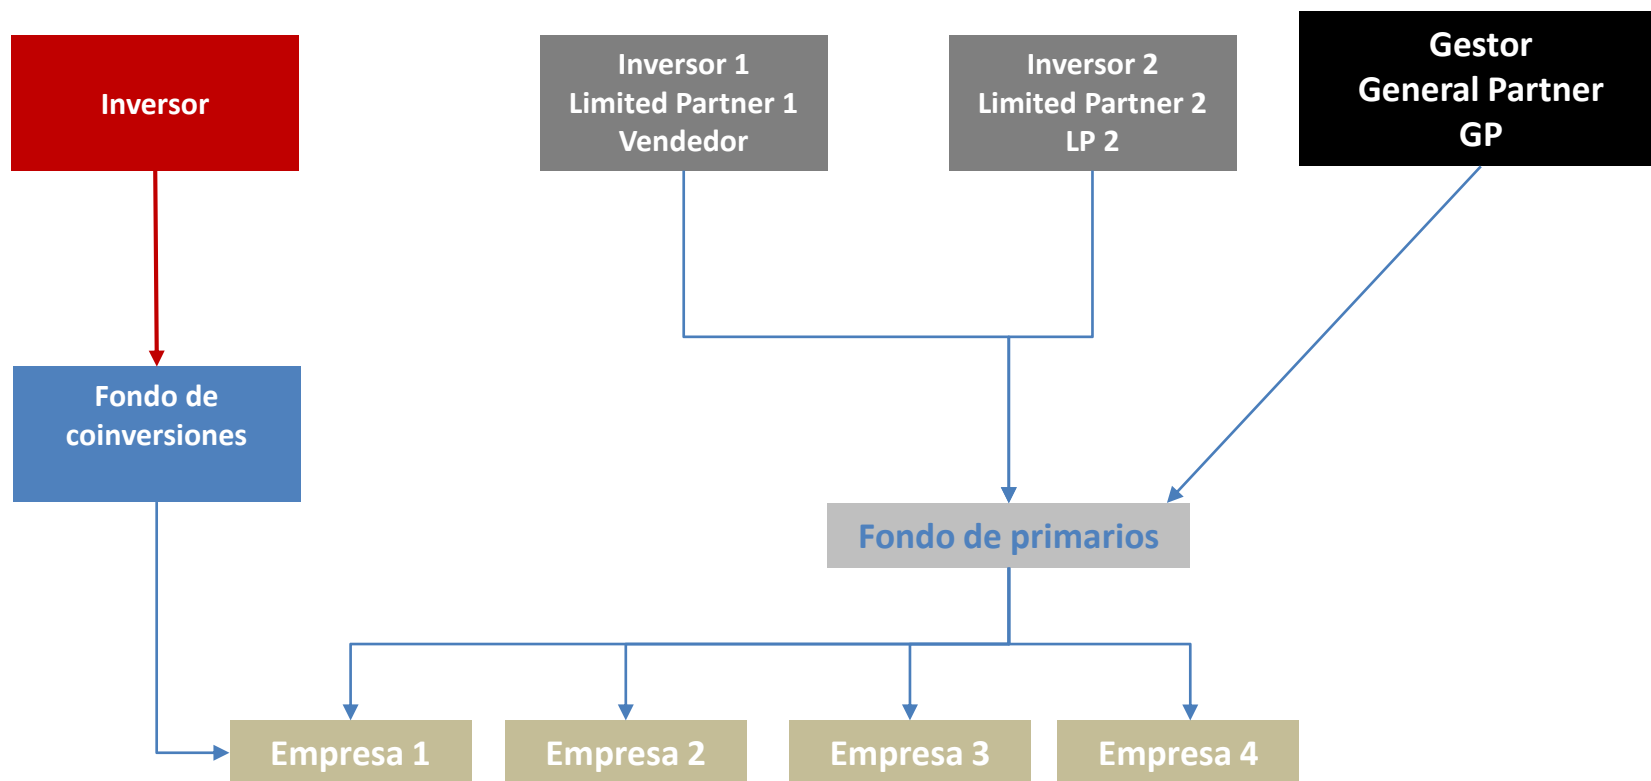 Inversor
Inversor 1
Limited Partner 1
Vendedor
Inversor 2
Limited Partner 2
LP 2
Gestor
General Partner
GP
Fondo de
coinversiones
Fondo de primarios
Empresa 1
Empresa 2
Empresa 3
Empresa 4